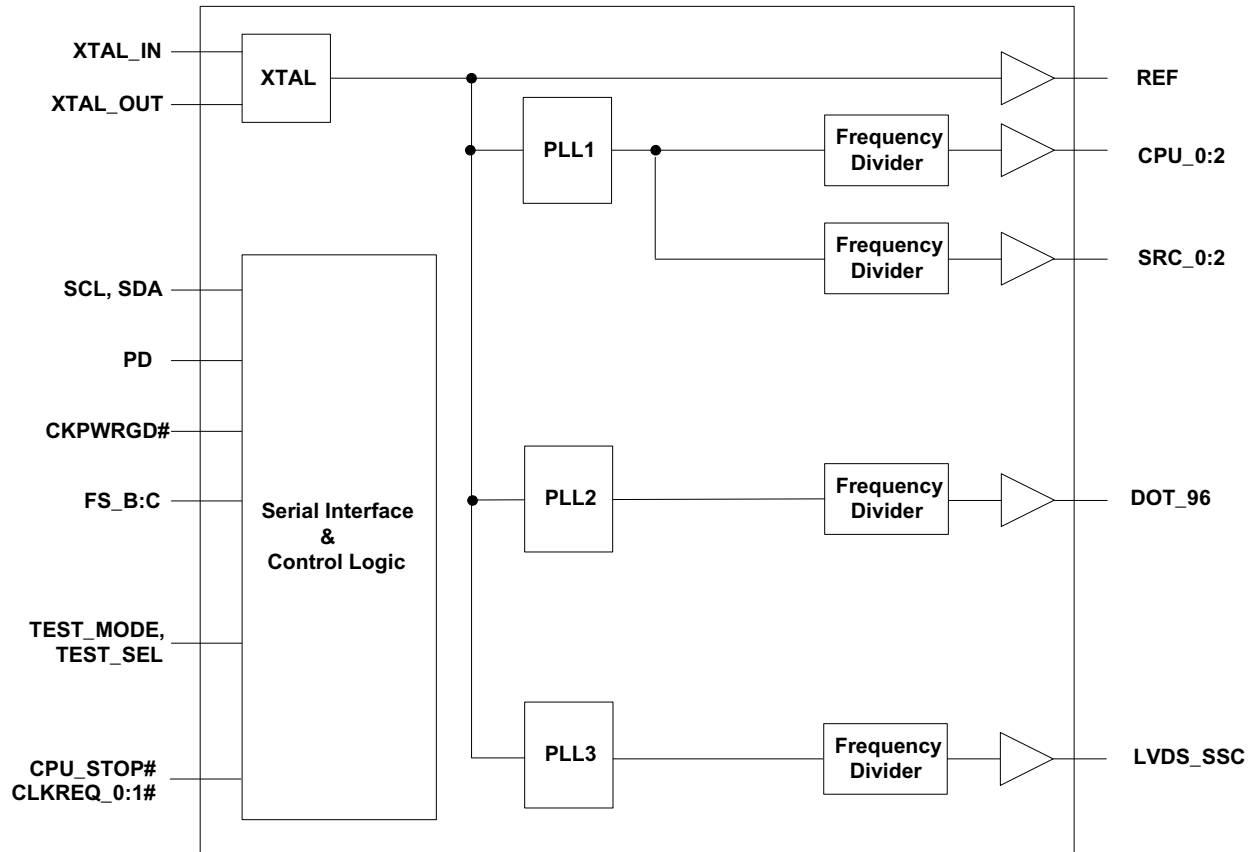 XTAL_IN
XTAL_OUT
XTAL
REF
PLL1
Frequency
Divider
CPU_0:2
Frequency
Divider
SRC_0:2
SCL, SDA
PD
CKPWRGD#
FS_B:C
TEST_MODE,
TEST_SEL
CPU_STOP#
CLKREQ_0:1#
Serial Interface
&
Control Logic
PLL2
Frequency
Divider
DOT_96
PLL3
Frequency
Divider
LVDS_SSC